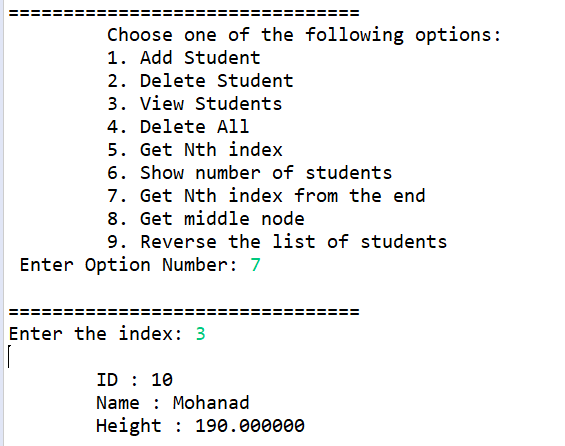 ================================
Choose one of the following options:
1. Add Student
2. Delete Student
3. View Students
4. Delete All
5. Get Nth index
6. Show number of students
7. Get Nth index from the end
8. Get middle node
9. Reverse the list of students
Enter Option Number: 7
================================
Enter the index: 3
ID : 10
Name : Mohanad
Height : 190.000000